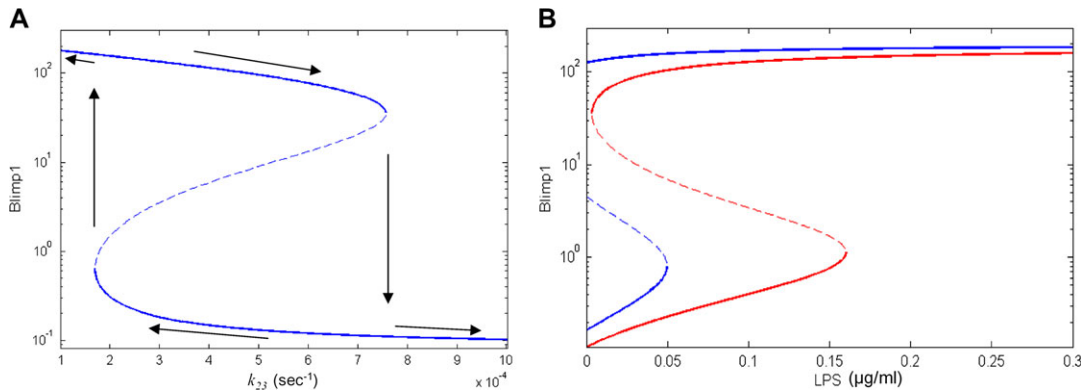 A
B
Blimp1
10²
10¹
10⁰
10⁻¹
1 2 3 4 5 6 7 8 9 10
k₂₃ (sec⁻¹)
x 10⁻⁴
Blimp1
10²
10¹
10⁰
0 0.05 0.1 0.15 0.2 0.25 0.3
LPS (µg/ml)